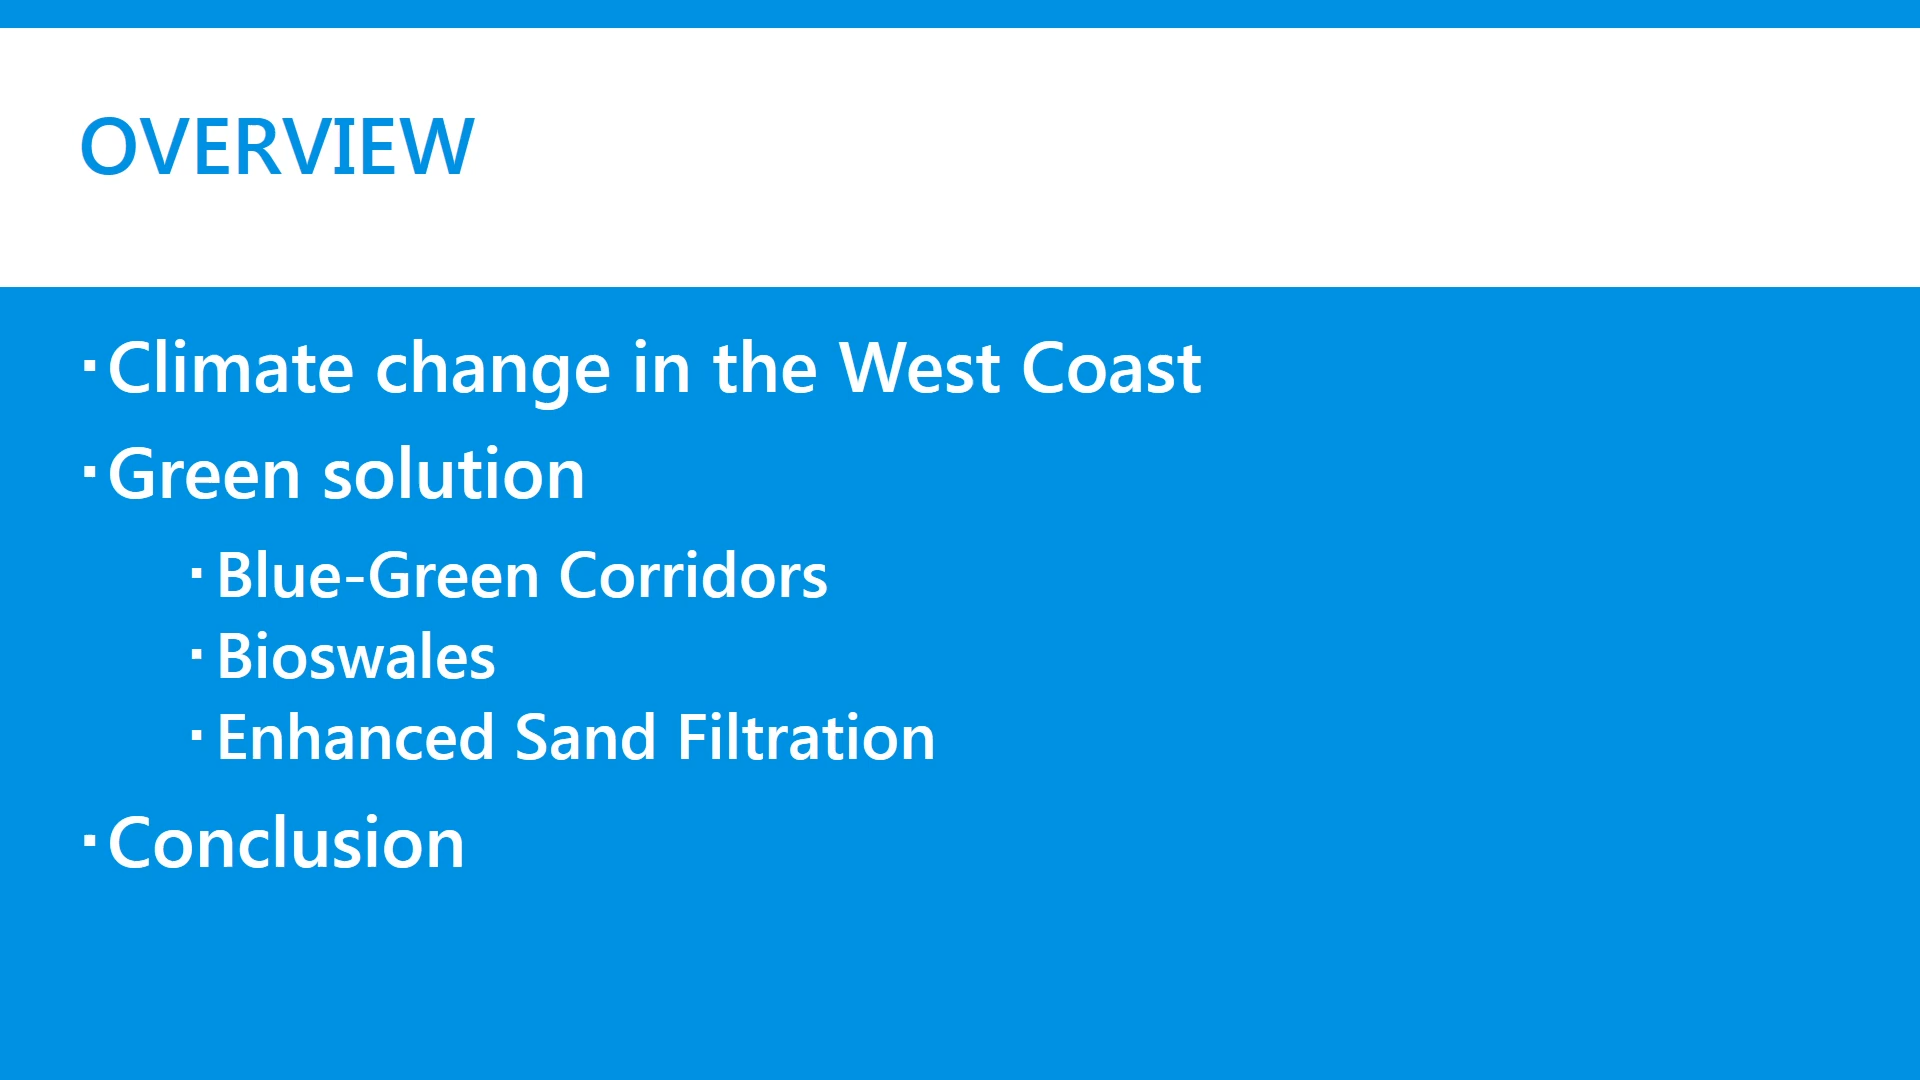 OVERVIEW
▪ Climate change in the West Coast
▪ Green solution
▪ Blue-Green Corridors
▪ Bioswales
▪ Enhanced Sand Filtration
▪ Conclusion